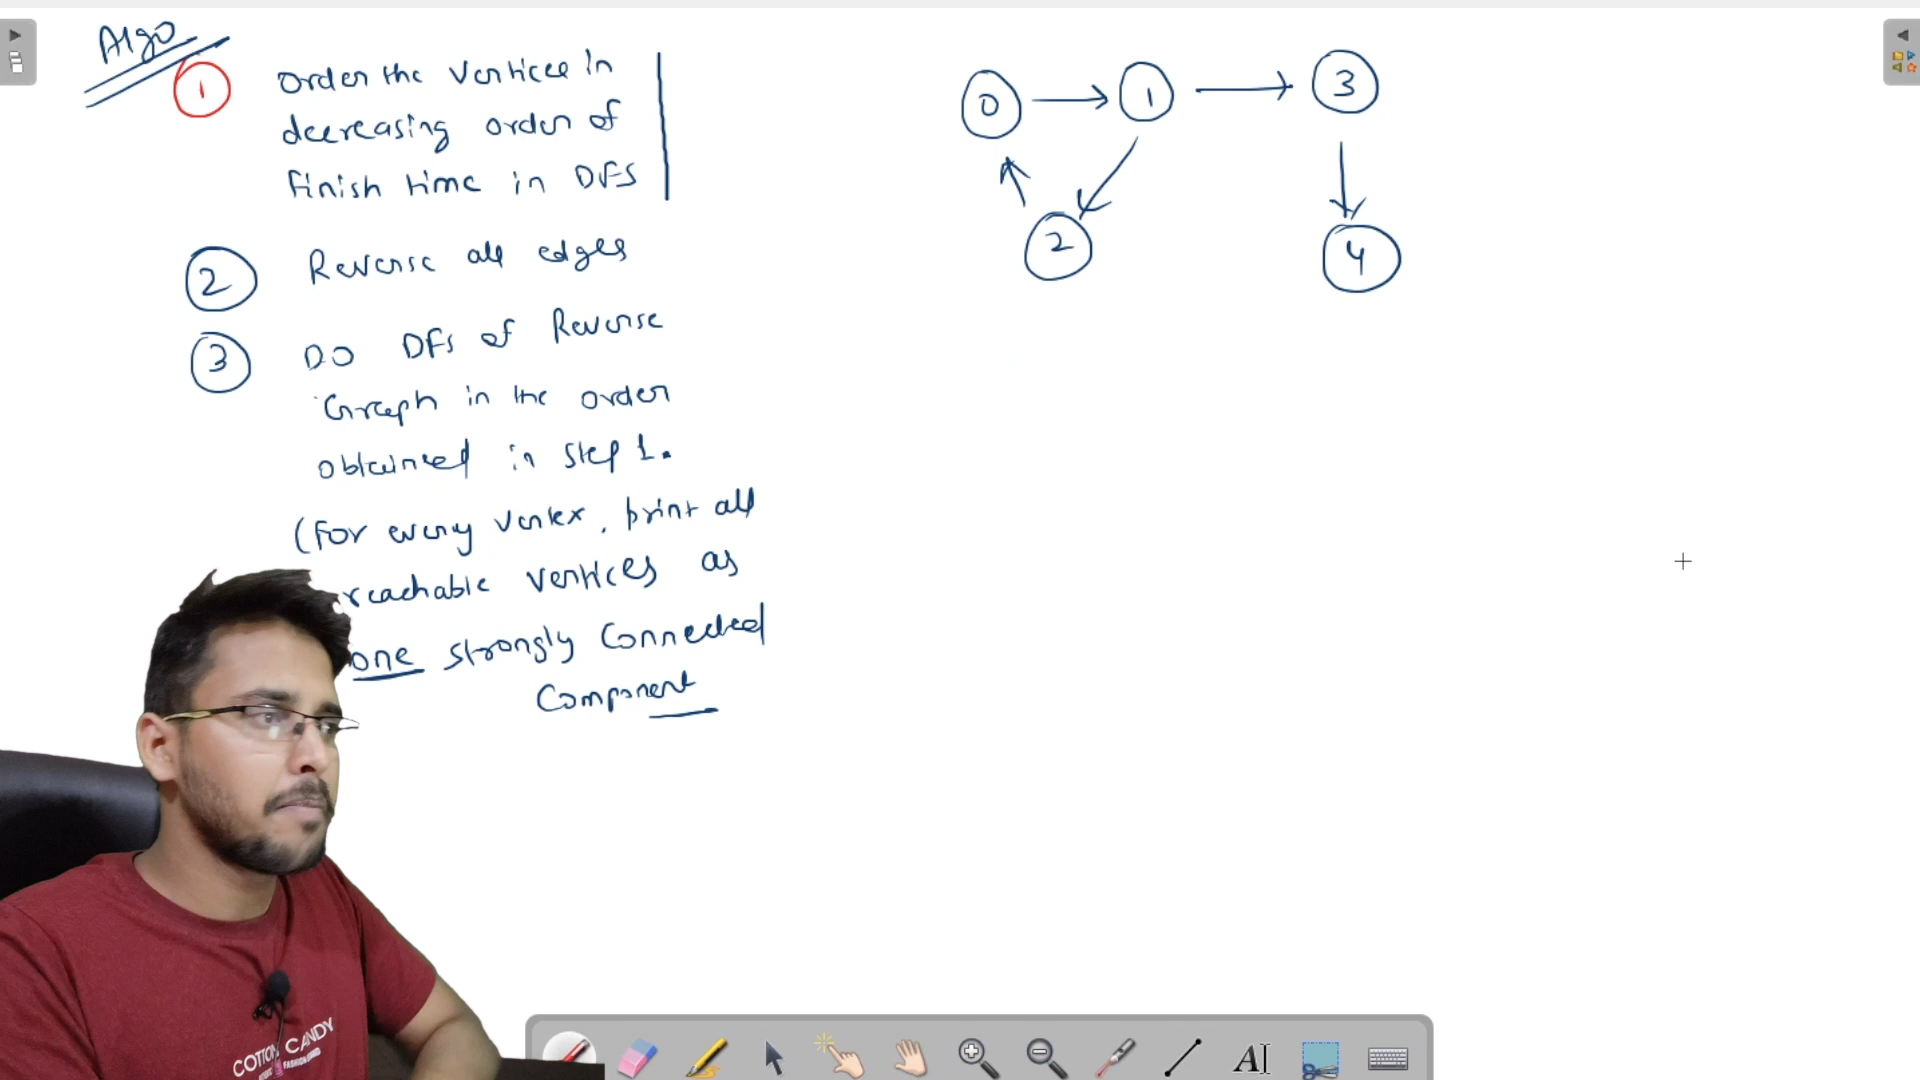 Algo
1 Order the vertices in
decreasing order of
finish time in DFS
2 Reverse all edges
3 DO DFS of Reverse
Graph in the order
obtained in step 1.
(For every vertex, print all
reachable vertices as
one strongly connected
component
0 1 3
2 4
COTTON CANDY
AI